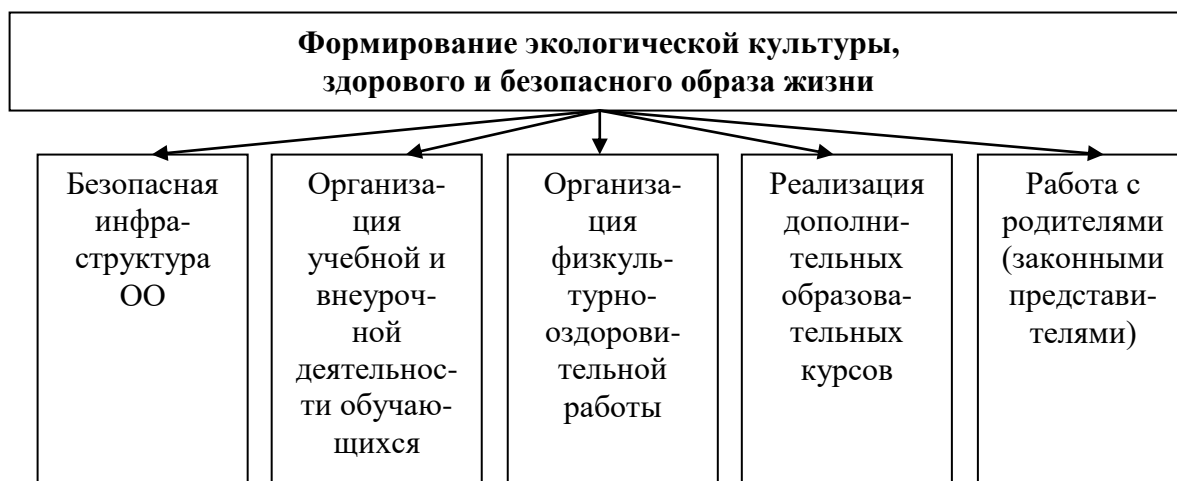 Формирование экологической культуры,
здорового и безопасного образа жизни
Безопасная
инфра-
структура
ОО
Организа-
ция
учебной и
внеуроч-
ной
деятельнос-
ти обучаю-
щихся
Организа-
ция
физкуль-
турно-
оздорови-
тельной
работы
Реализация
дополни-
тельных
образова-
тельных
курсов
Работа с
родителями
(законными
представи-
телями)